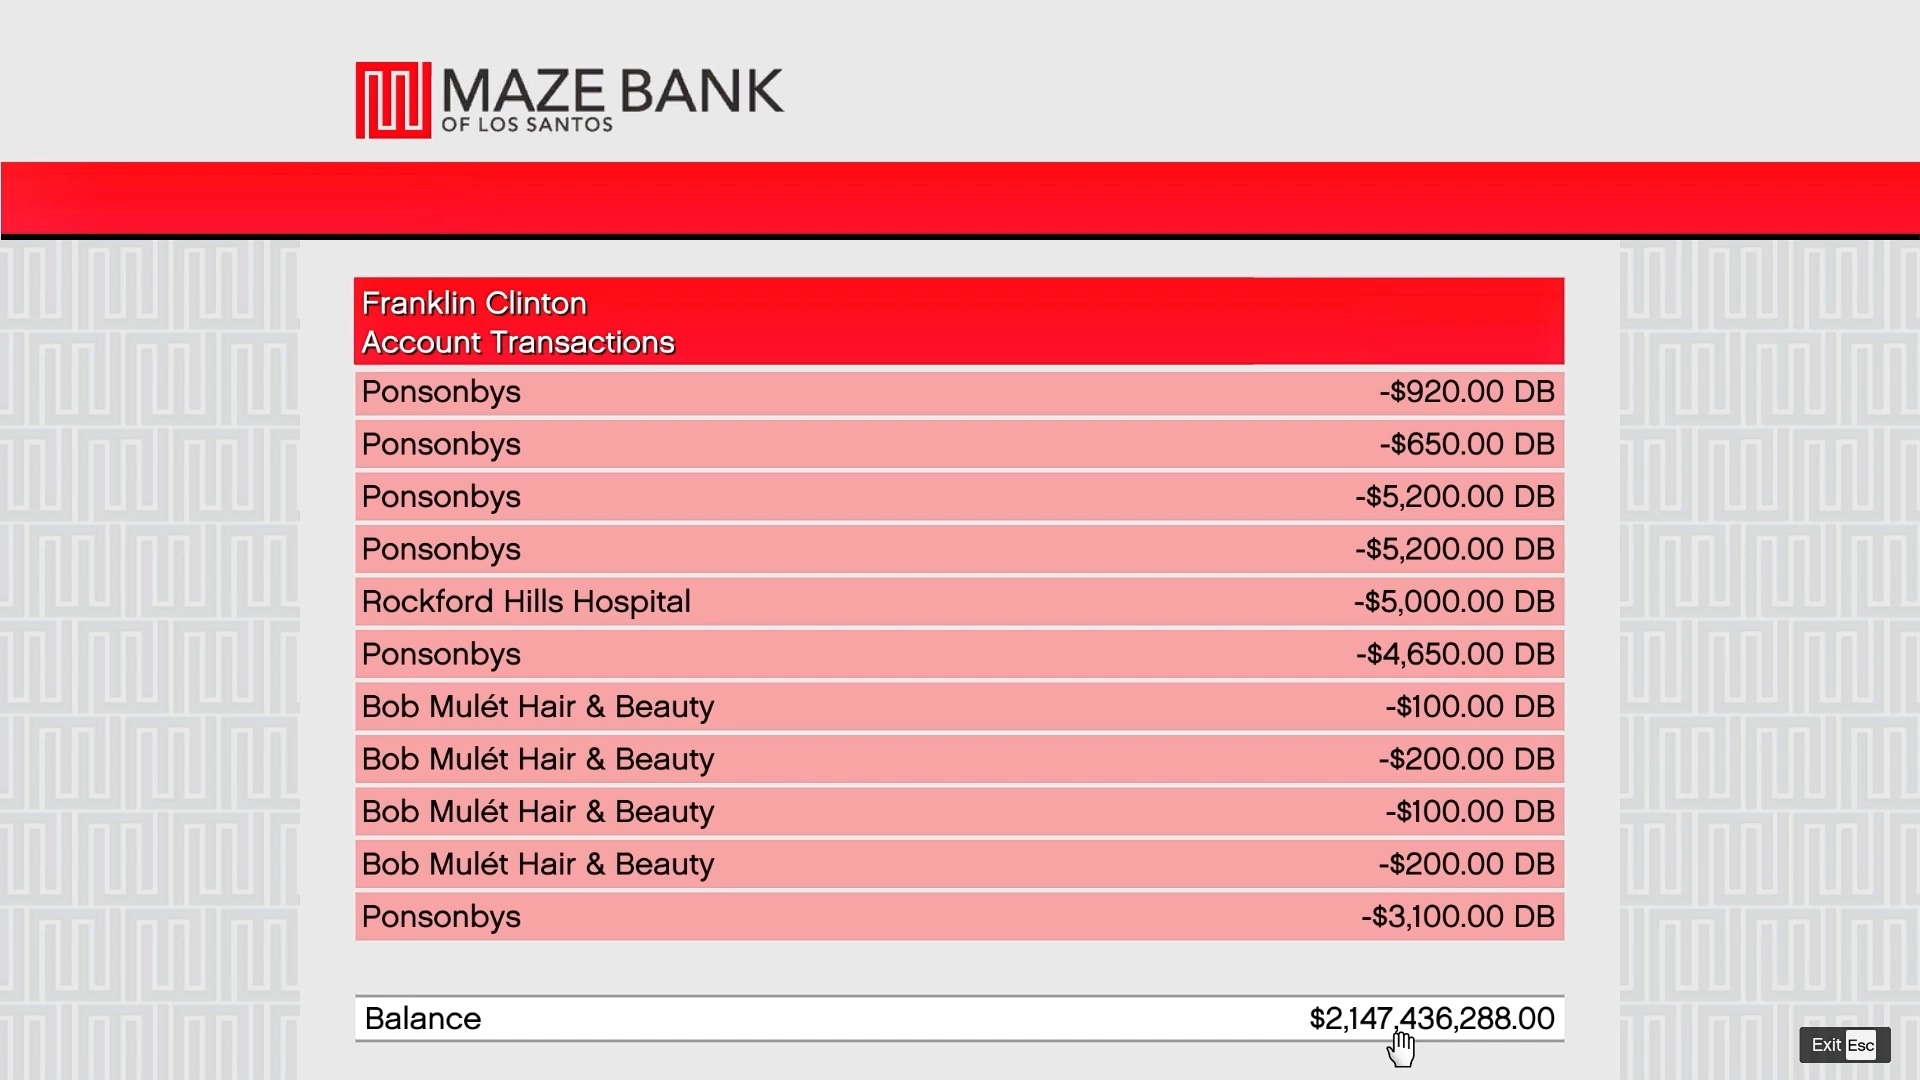 MAZE BANK
OF LOS SANTOS
Franklin Clinton
Account Transactions
Ponsonbys -$920.00 DB
Ponsonbys -$650.00 DB
Ponsonbys -$5,200.00 DB
Ponsonbys -$5,200.00 DB
Rockford Hills Hospital -$5,000.00 DB
Ponsonbys -$4,650.00 DB
Bob Mulét Hair & Beauty -$100.00 DB
Bob Mulét Hair & Beauty -$200.00 DB
Bob Mulét Hair & Beauty -$100.00 DB
Bob Mulét Hair & Beauty -$200.00 DB
Ponsonbys -$3,100.00 DB
Balance $2,147,436,288.00
Exit Esc